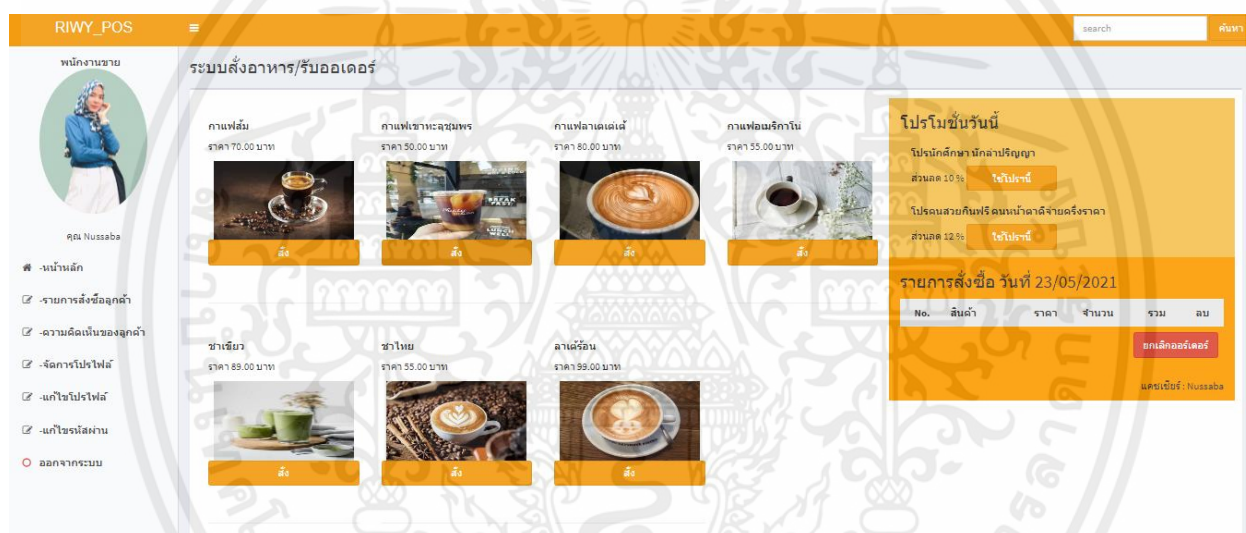 RIWY_POS
search
ค้นหา
พนักงานขาย
คุณ Nussaba
-หน้าหลัก
-รายการสั่งซื้อลูกค้า
-ความคิดเห็นของลูกค้า
-จัดการโปรไฟล์
-แก้ไขโปรไฟล์
-แก้ไขรหัสผ่าน
ออกจากระบบ
ระบบสั่งอาหาร/รับออเดอร์
กาแฟส้ม
ราคา 70.00 บาท
สั่ง
กาแฟเขาทะลุชุมพร
ราคา 50.00 บาท
สั่ง
กาแฟลาเตเต่เต้
ราคา 80.00 บาท
สั่ง
กาแฟอเมริกาโน่
ราคา 55.00 บาท
สั่ง
ชาเขียว
ราคา 89.00 บาท
สั่ง
ชาไทย
ราคา 55.00 บาท
สั่ง
ลาเต้ร้อน
ราคา 99.00 บาท
สั่ง
โปรโมชั่นวันนี้
โปรนักศึกษา นักล่าปริญญา
ส่วนลด 10 % ใช้โปรฯนี้
โปรคนสวยกินฟรี คนหน้าตาดีจ่ายครึ่งราคา
ส่วนลด 12 % ใช้โปรฯนี้
รายการสั่งซื้อ วันที่ 23/05/2021
No. สินค้า ราคา จำนวน รวม ลบ
ยกเลิกออร์เดอร์
แคชเชียร์ : Nussaba